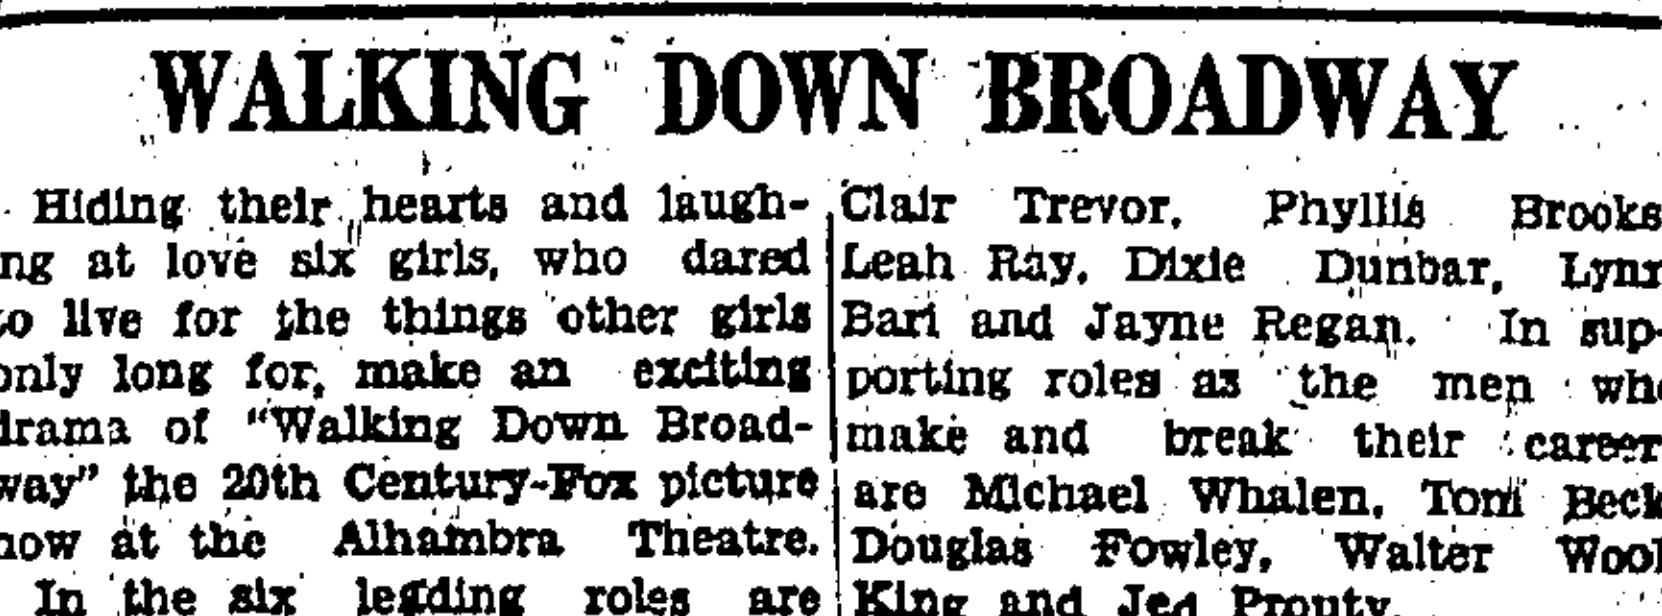 WALKING DOWN BROADWAY
Hiding their hearts and laugh-
ng at love six girls, who dared
to live for the things other girls
only long for, make an exciting
drama of "Walking Down Broad-
way" the 20th Century-Fox picture
now at the Alhambra Theatre.
In the six leading roles are
Clair Trevor, Phyllis Brooks
Leah Ray, Dixie Dunbar, Lynn
Bari and Jayne Regan. In sup-
porting roles as the men who
make and break their career
are Michael Whalen, Tom Beck
Douglas Fowley, Walter Wool
King and Jed Prouty.